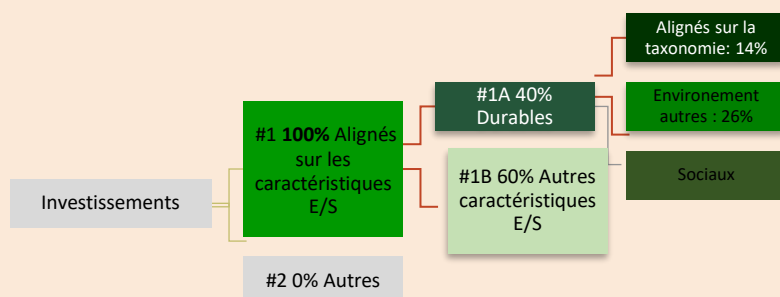 Alignés sur la
taxonomie: 14%
#1A 40%
Durables
Environement
autres : 26%
#1 100% Alignés
sur les
caractéristiques
E/S
#1B 60% Autres
caractéristiques
E/S
Sociaux
Investissements
#2 0% Autres